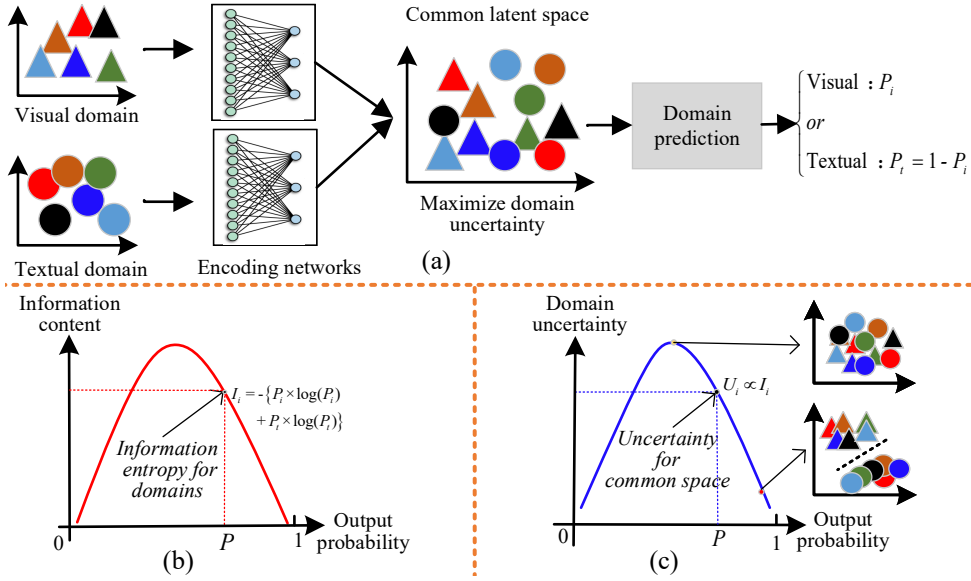 Common latent space
Visual domain
Textual domain
Encoding networks
Maximize domain
uncertainty
Domain
prediction
Visual : P_i
or
Textual : P_t = 1 - P_i
(a)
Information
content
I_i = -{P_i × log(P_i)
+ P_t × log(P_t)}
Information
entropy for
domains
0
P
1
Output
probability
(b)
Domain
uncertainty
U_i ∝ I_i
Uncertainty
for
common space
0
P
1
Output
probability
(c)